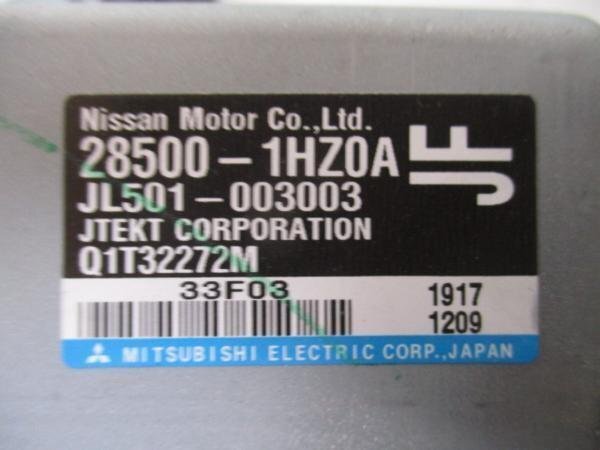 Nissan Motor Co.,Ltd.
28500-1HZ0A
JF
JL501-003003
JTEKT CORPORATION
Q1T32272M
33F03
1917
1209
MITSUBISHI ELECTRIC CORP., JAPAN